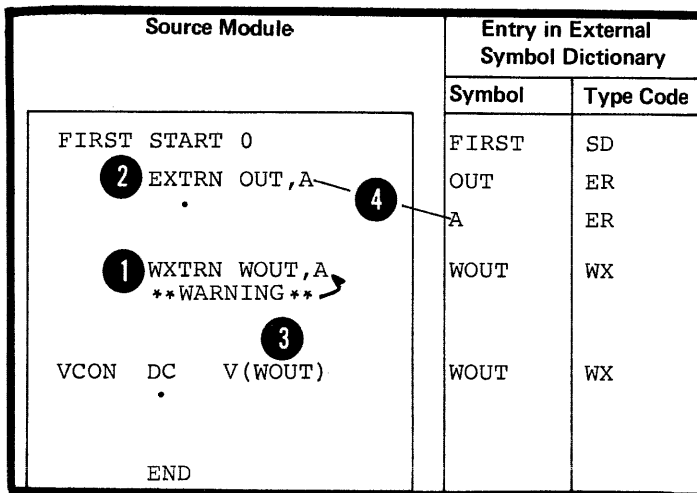 Source Module
Entry in External
Symbol Dictionary
Symbol Type Code
FIRST START 0 FIRST SD
2 EXTRN OUT,A OUT ER
4
A ER
1 WXTRN WOUT,A WOUT WX
**WARNING**
3
VCON DC V(WOUT) WOUT WX
END